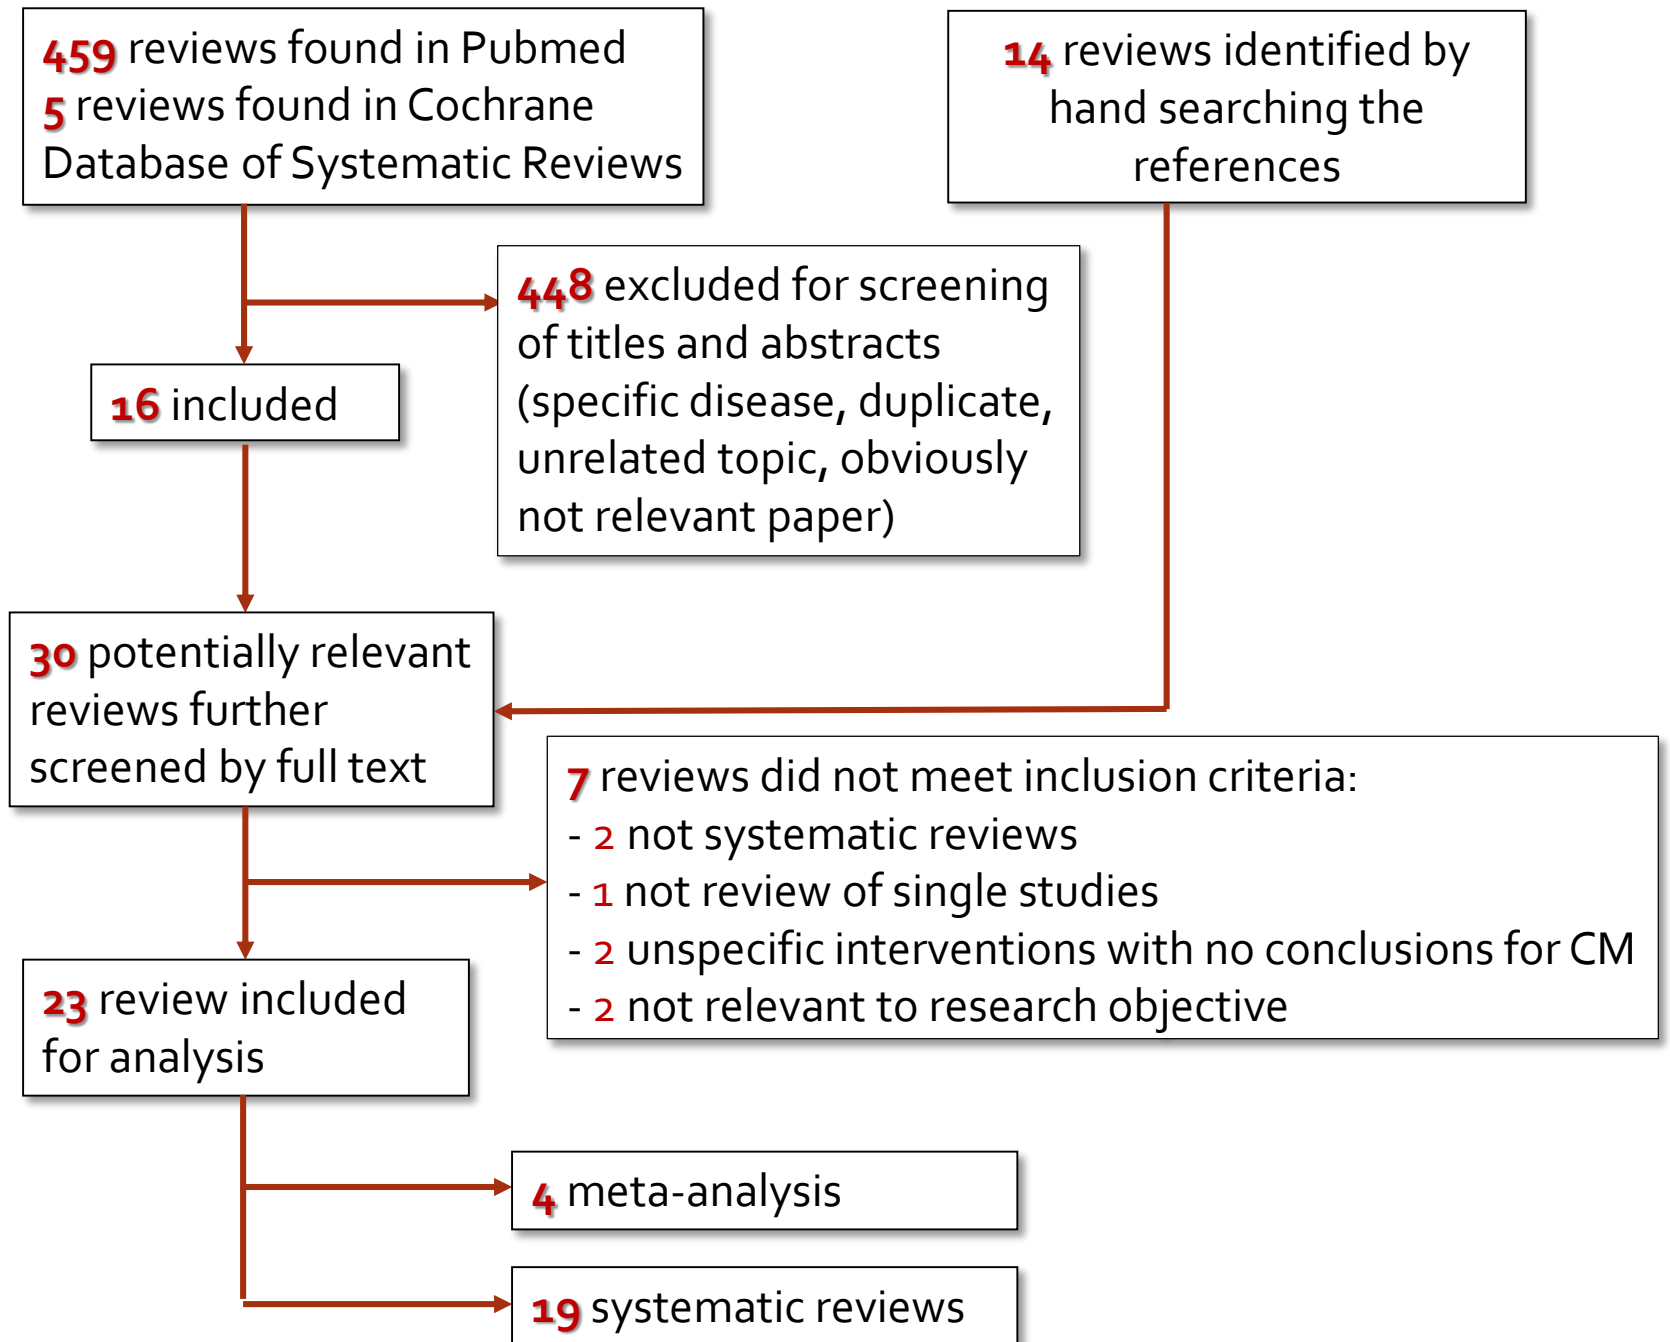 459 reviews found in Pubmed
5 reviews found in Cochrane
Database of Systematic Reviews
14 reviews identified by
hand searching the
references
448 excluded for screening
of titles and abstracts
(specific disease, duplicate,
unrelated topic, obviously
not relevant paper)
16 included
30 potentially relevant
reviews further
screened by full text
7 reviews did not meet inclusion criteria:
- 2 not systematic reviews
- 1 not review of single studies
- 2 unspecific interventions with no conclusions for CM
- 2 not relevant to research objective
23 review included
for analysis
4 meta-analysis
19 systematic reviews